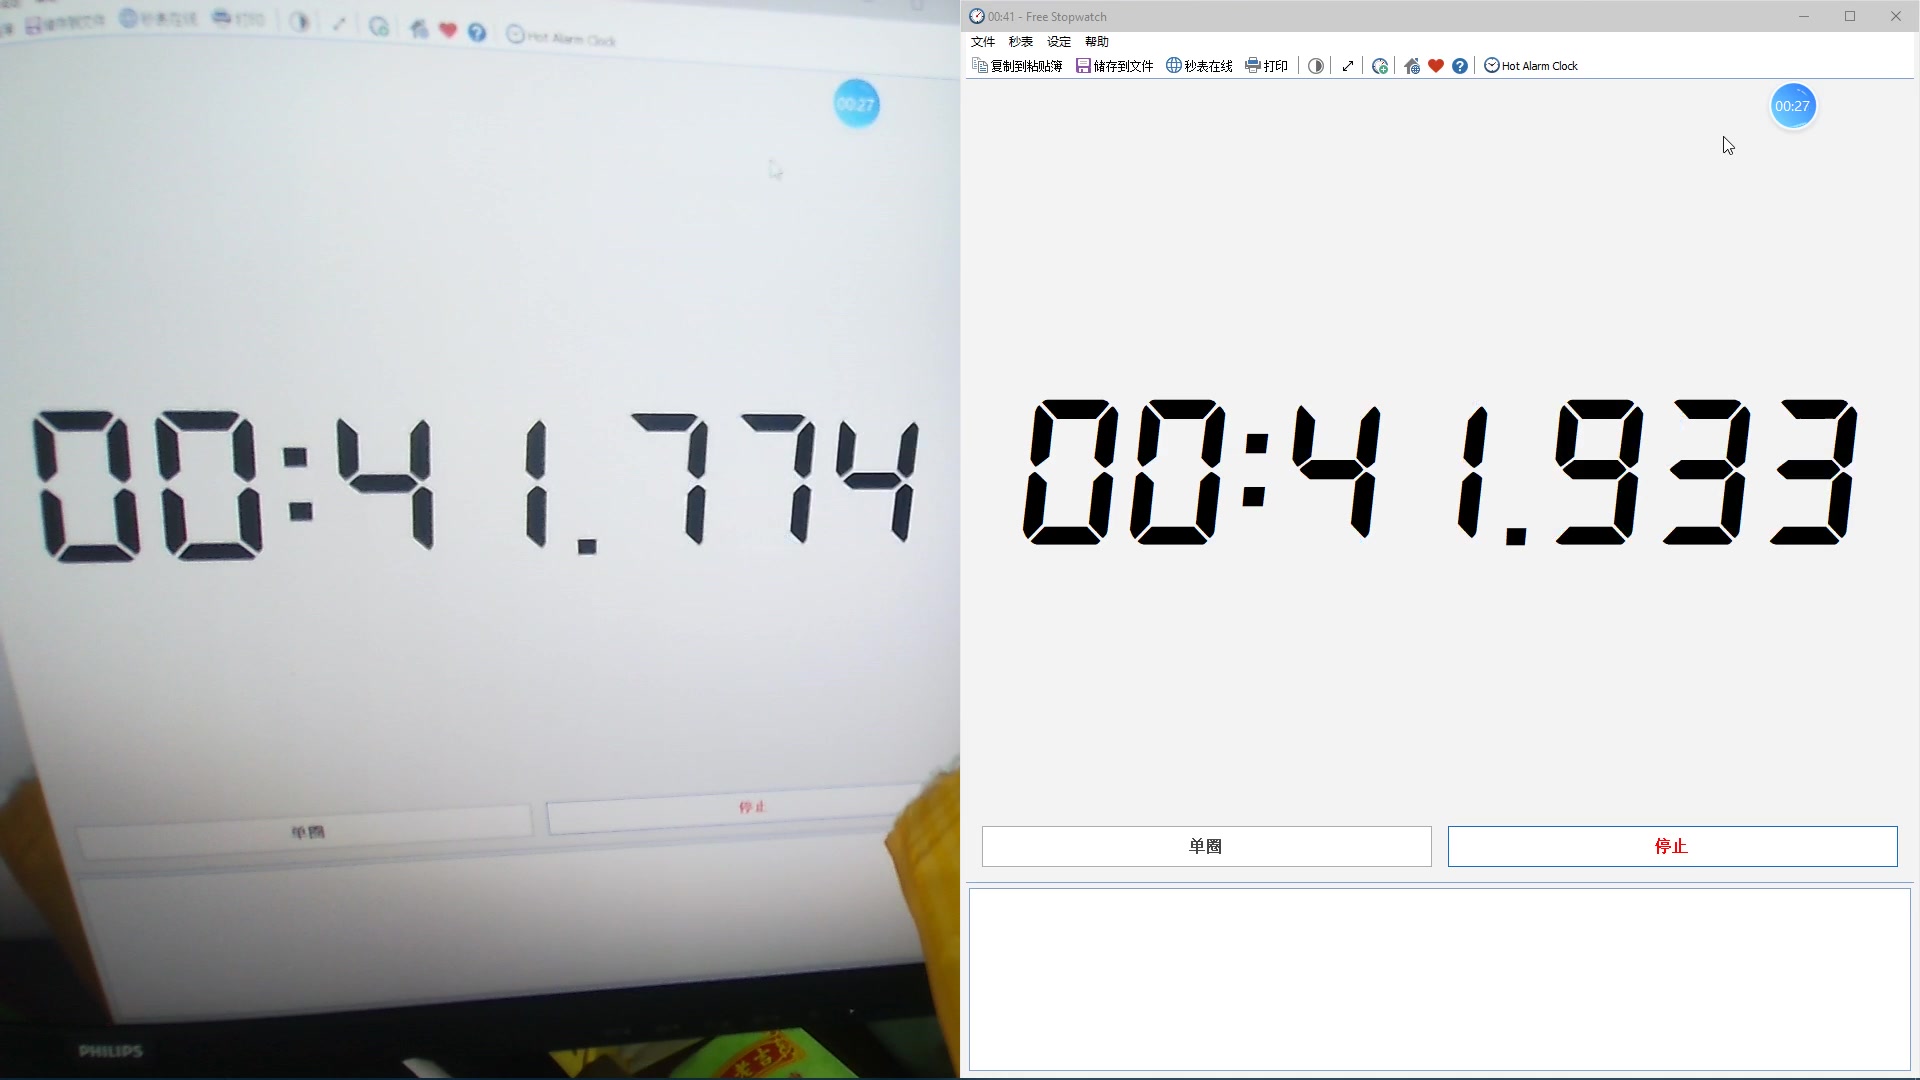 储存到文件 秒表在线 打印 Hot Alarm Clock
00:27
00:41.774
单圈 停止
PHILIPS
00:41 - Free Stopwatch
文件 秒表 设定 帮助
复制到粘贴簿 储存到文件 秒表在线 打印 Hot Alarm Clock
00:27
00:41.933
单圈 停止